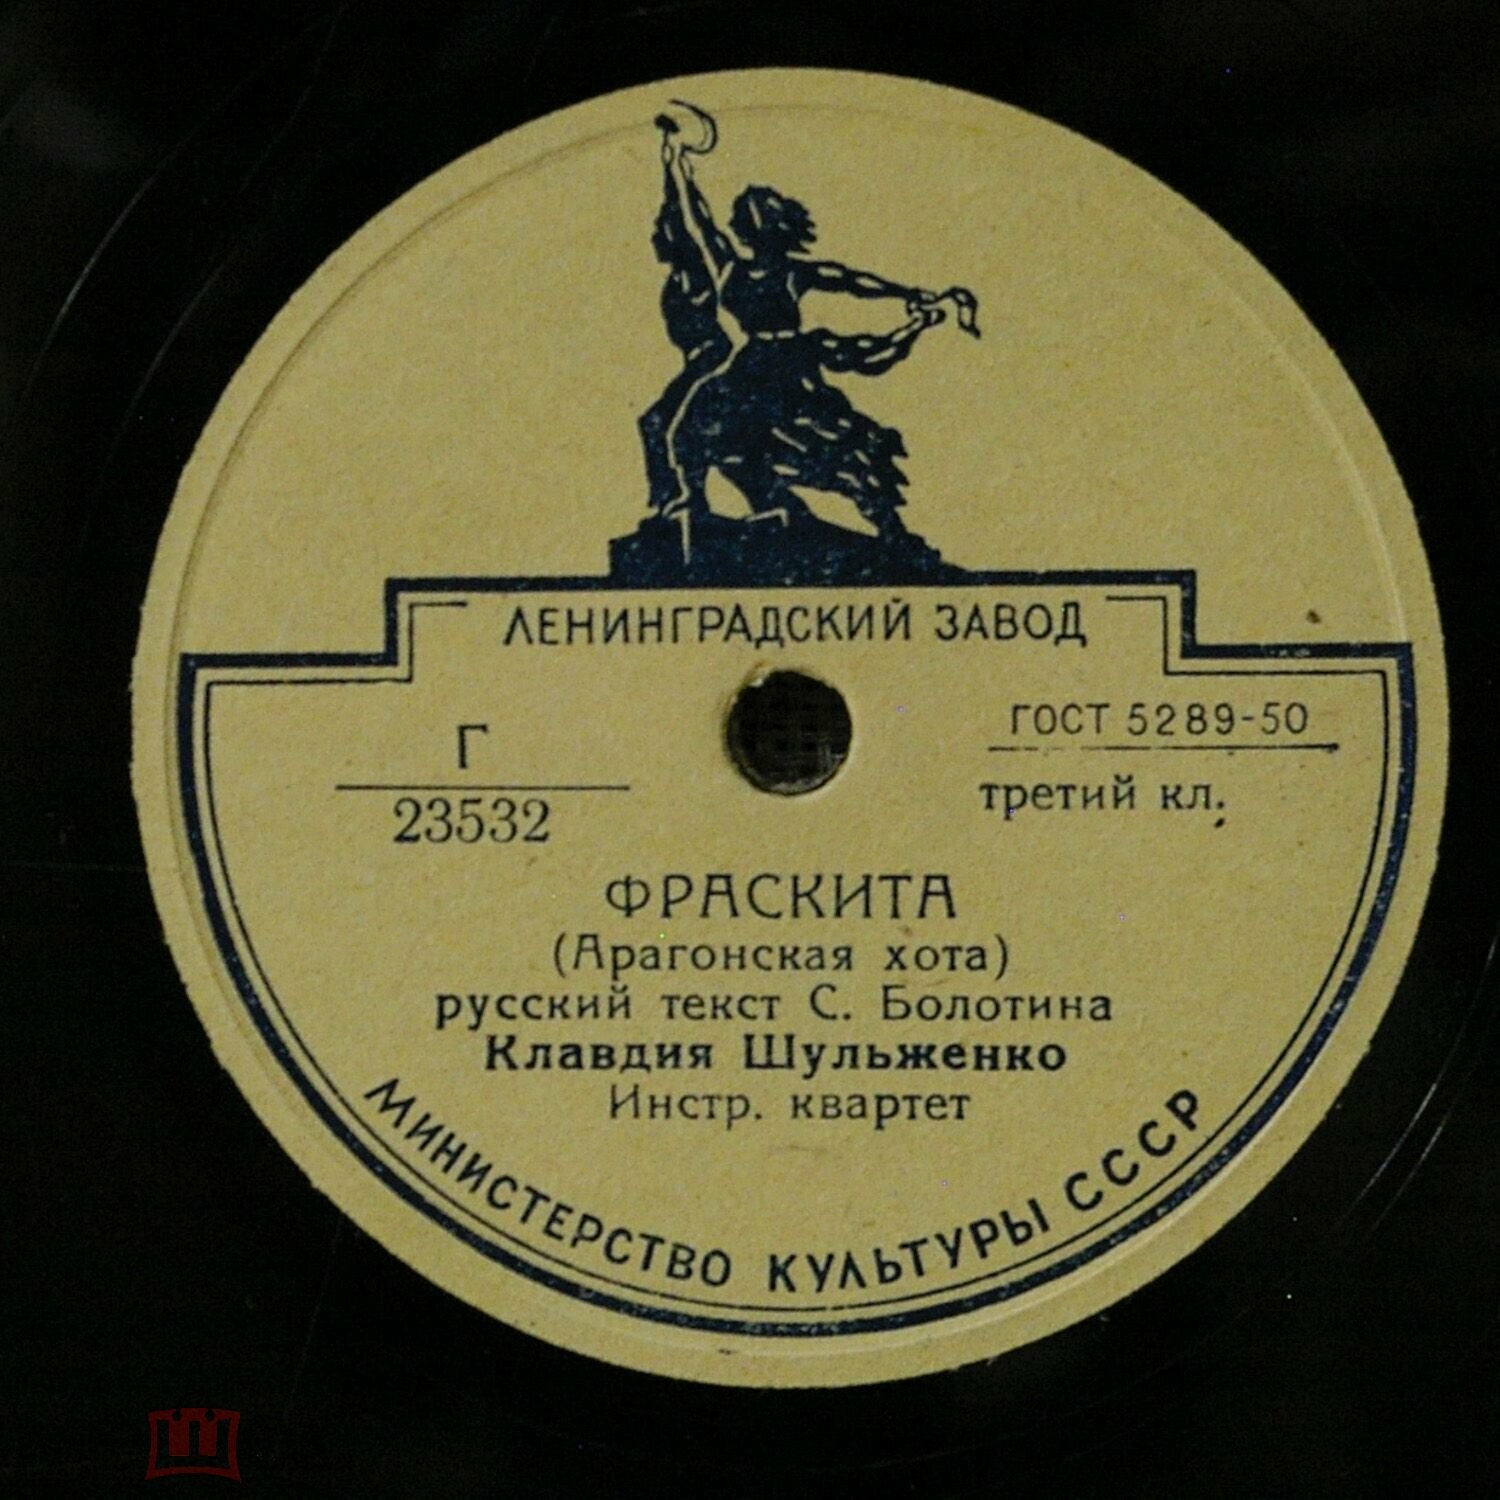 ЛЕНИНГРАДСКИЙ ЗАВОД
Г
23532
ГОСТ 5289-50
третий кл.
ФРАСКИТА
(Арагонская хота)
русский текст С. Болотина
Клавдия Шульженко
Инстр. квартет
МИНИСТЕРСТВО КУЛЬТУРЫ СССР